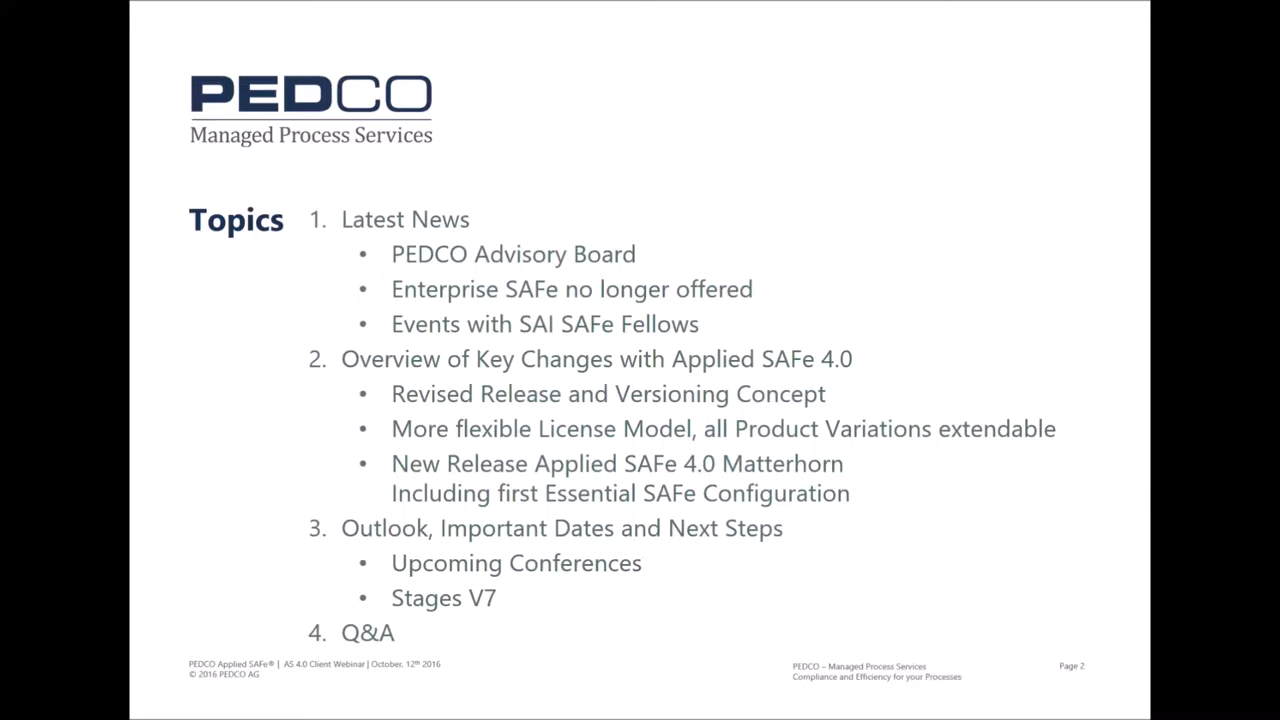 PEDCO
Managed Process Services
Topics
1. Latest News
• PEDCO Advisory Board
• Enterprise SAFe no longer offered
• Events with SAI SAFe Fellows
2. Overview of Key Changes with Applied SAFe 4.0
• Revised Release and Versioning Concept
• More flexible License Model, all Product Variations extendable
• New Release Applied SAFe 4.0 Matterhorn
Including first Essential SAFe Configuration
3. Outlook, Important Dates and Next Steps
• Upcoming Conferences
• Stages V7
4. Q&A
PEDCO Applied SAFe® | AS 4.0 Client Webinar | October, 12th 2016
© 2016 PEDCO AG
PEDCO – Managed Process Services
Compliance and Efficiency for your Processes
Page 2